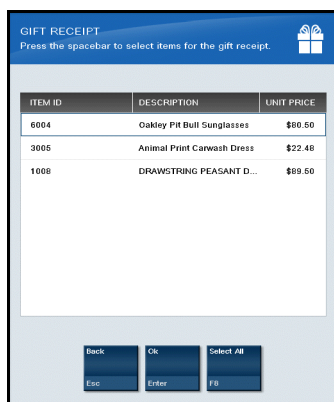 GIFT RECEIPT
Press the spacebar to select items for the gift receipt.
ITEM ID DESCRIPTION UNIT PRICE
6004 Oakley Pit Bull Sunglasses $80.50
3005 Animal Print Carwash Dress $22.48
1008 DRAWSTRING PEASANT D... $89.50
Back Ok Select All
Esc Enter F8